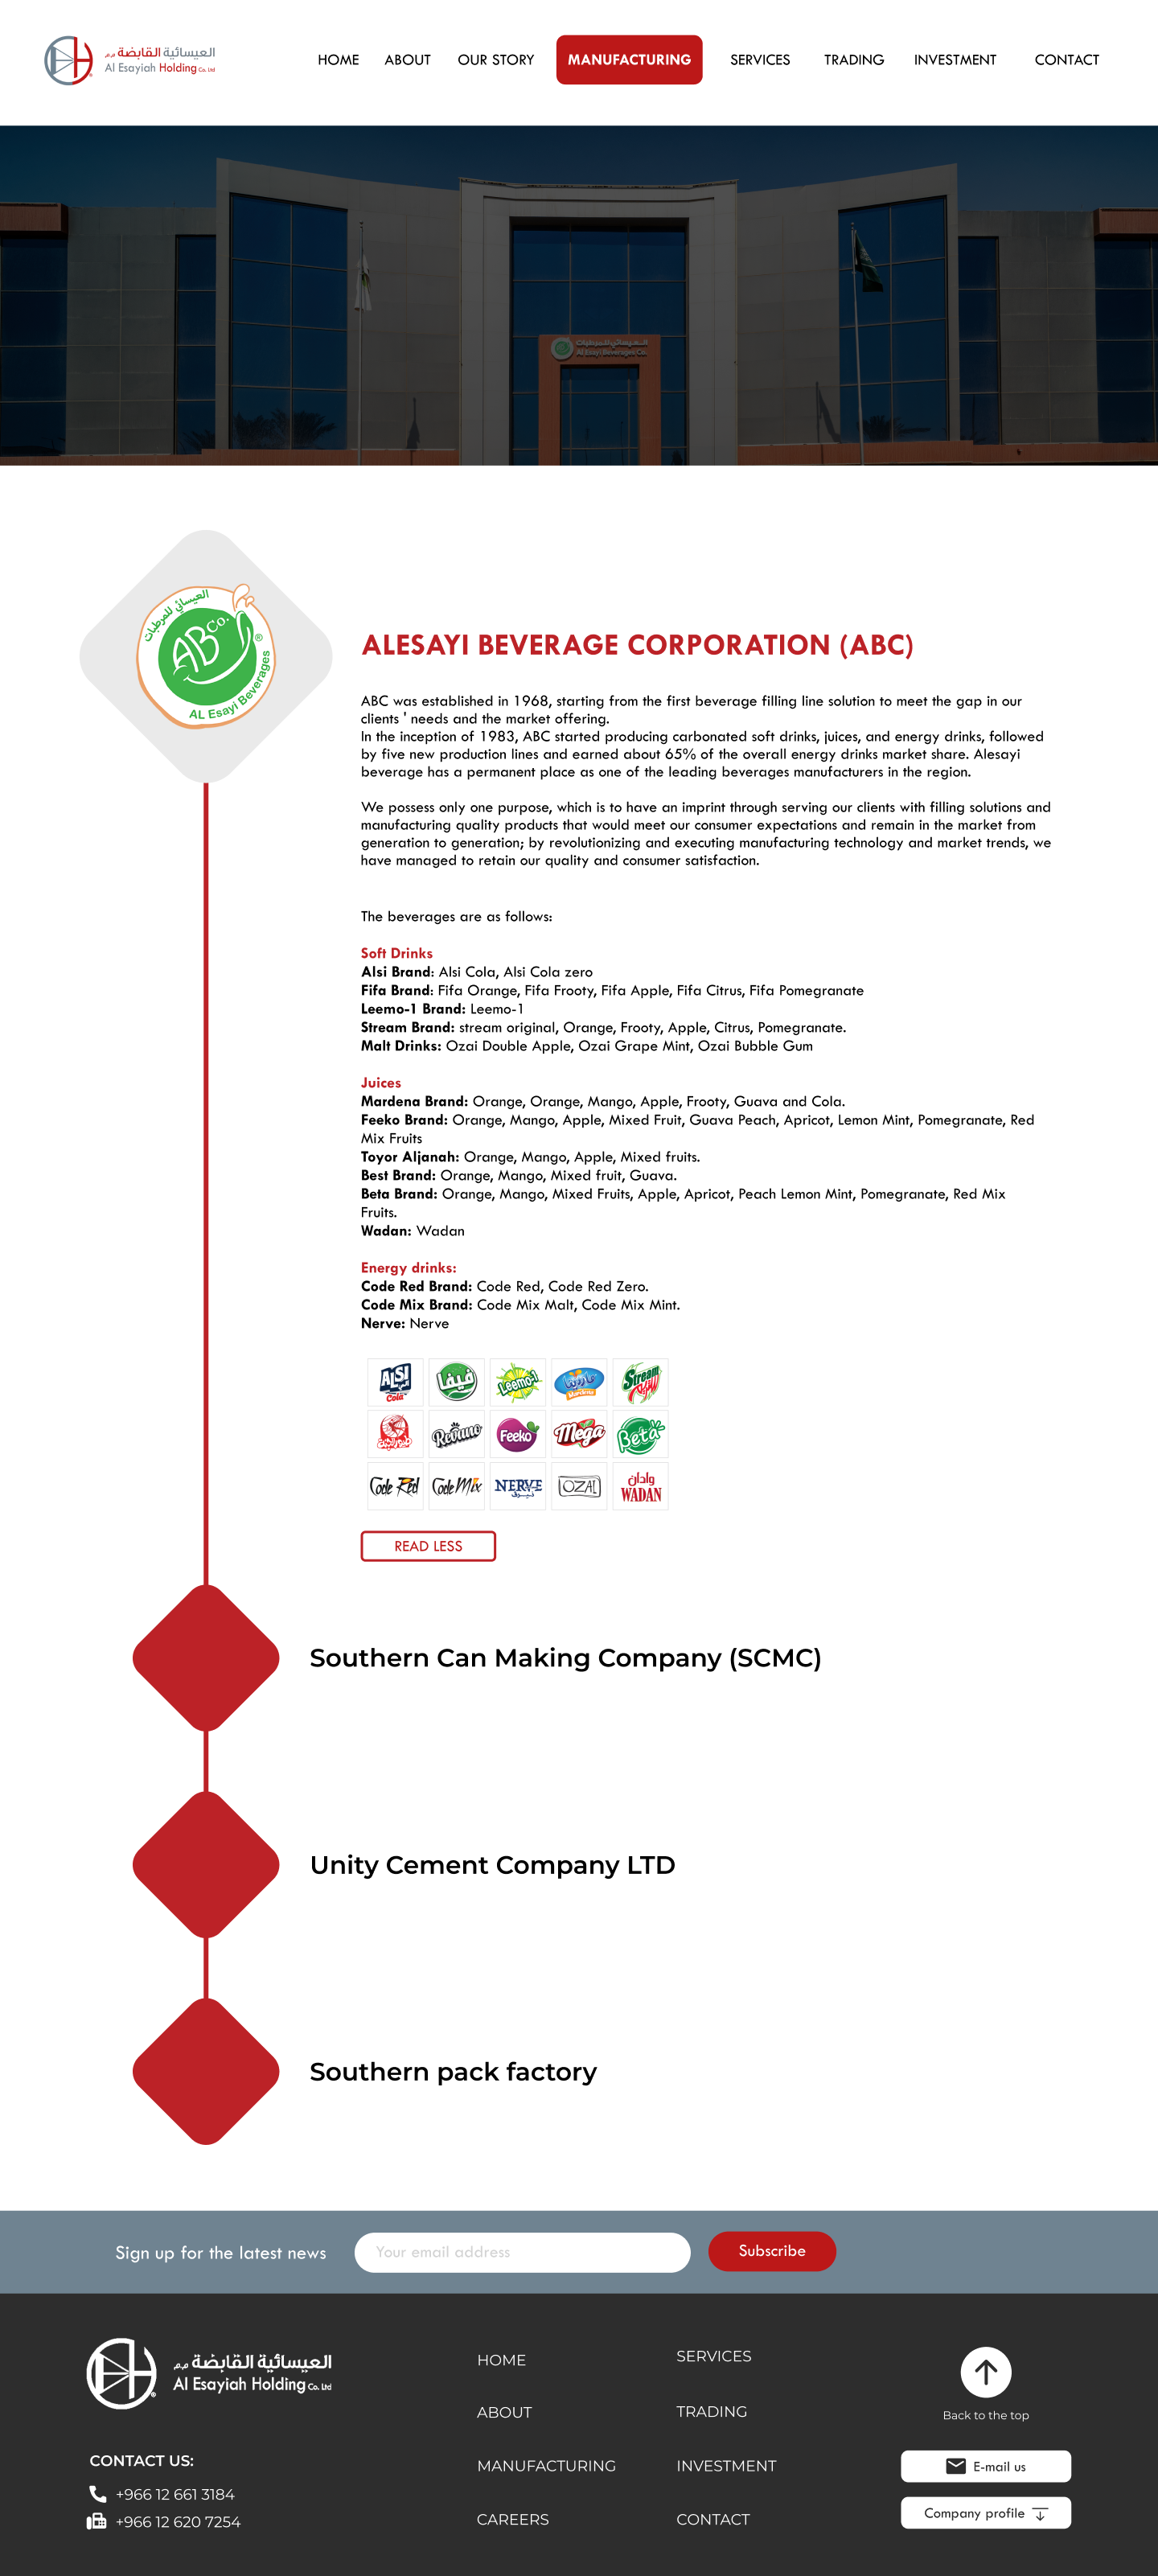 العيسائية القابضة م.م
Al Esayiah Holding Co. Ltd
HOME ABOUT OUR STORY MANUFACTURING SERVICES TRADING INVESTMENT CONTACT
العيسائي للمرطبات
Al Esayi Beverages Co.
العيسائي للمرطبات
ABCo.
®
AL Esayi Beverages
ALESAYI BEVERAGE CORPORATION (ABC)
ABC was established in 1968, starting from the first beverage filling line solution to meet the gap in our
clients ' needs and the market offering.
In the inception of 1983, ABC started producing carbonated soft drinks, juices, and energy drinks, followed
by five new production lines and earned about 65% of the overall energy drinks market share. Alesayi
beverage has a permanent place as one of the leading beverages manufacturers in the region.
We possess only one purpose, which is to have an imprint through serving our clients with filling solutions and
manufacturing quality products that would meet our consumer expectations and remain in the market from
generation to generation; by revolutionizing and executing manufacturing technology and market trends, we
have managed to retain our quality and consumer satisfaction.
The beverages are as follows:
Soft Drinks
Alsi Brand: Alsi Cola, Alsi Cola zero
Fifa Brand: Fifa Orange, Fifa Frooty, Fifa Apple, Fifa Citrus, Fifa Pomegranate
Leemo-1 Brand: Leemo-1
Stream Brand: stream original, Orange, Frooty, Apple, Citrus, Pomegranate.
Malt Drinks: Ozai Double Apple, Ozai Grape Mint, Ozai Bubble Gum
Juices
Mardena Brand: Orange, Orange, Mango, Apple, Frooty, Guava and Cola.
Feeko Brand: Orange, Mango, Apple, Mixed Fruit, Guava Peach, Apricot, Lemon Mint, Pomegranate, Red
Mix Fruits
Toyor Aljanah: Orange, Mango, Apple, Mixed fruits.
Best Brand: Orange, Mango, Mixed fruit, Guava.
Beta Brand: Orange, Mango, Mixed Fruits, Apple, Apricot, Peach Lemon Mint, Pomegranate, Red Mix
Fruits.
Wadan: Wadan
Energy drinks:
Code Red Brand: Code Red, Code Red Zero.
Code Mix Brand: Code Mix Malt, Code Mix Mint.
Nerve: Nerve
ALSI Cola فيفا Leemo-1 ماردينا Mardena Stream
Revano Feeko Mega Beta
Code Red Code Mix NERVE نيرف OZAI وادان WADAN
READ LESS
Southern Can Making Company (SCMC)
Unity Cement Company LTD
Southern pack factory
Sign up for the latest news Your email address Subscribe
العيسائية القابضة م.م
Al Esayiah Holding Co. Ltd
HOME SERVICES
ABOUT TRADING
MANUFACTURING INVESTMENT
CAREERS CONTACT
Back to the top
CONTACT US:
+966 12 661 3184
+966 12 620 7254
E-mail us
Company profile